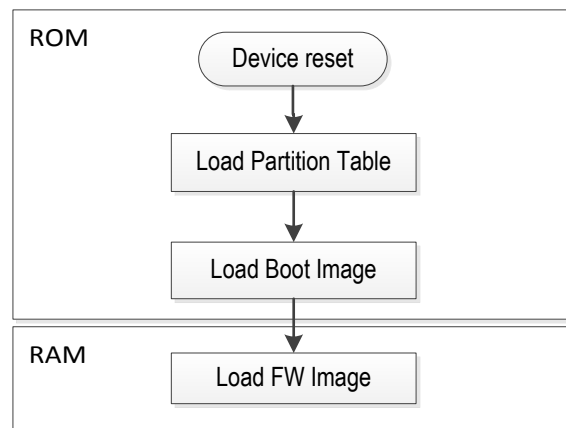 ROM
Device reset
Load Partition Table
Load Boot Image
RAM
Load FW Image